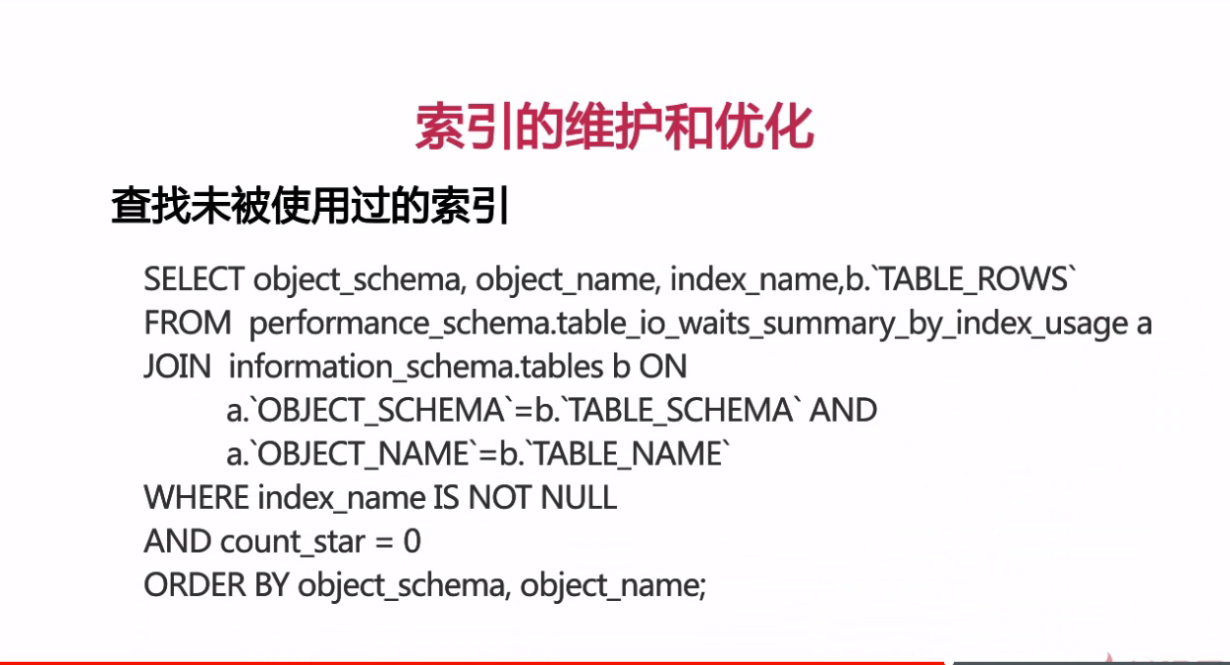 索引的维护和优化
查找未被使用过的索引
SELECT object_schema, object_name, index_name,b.`TABLE_ROWS`
FROM performance_schema.table_io_waits_summary_by_index_usage a
JOIN information_schema.tables b ON
a.`OBJECT_SCHEMA`=b.`TABLE_SCHEMA` AND
a.`OBJECT_NAME`=b.`TABLE_NAME`
WHERE index_name IS NOT NULL
AND count_star = 0
ORDER BY object_schema, object_name;